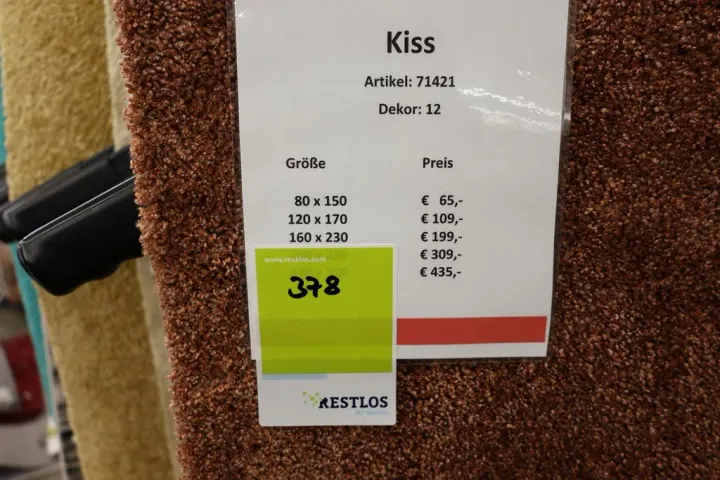 Kiss
Artikel: 71421
Dekor: 12
Größe Preis
80 x 150 € 65,-
120 x 170 € 109,-
160 x 230 € 199,-
€ 309,-
€ 435,-
www.restlos.com
378
RESTLOS